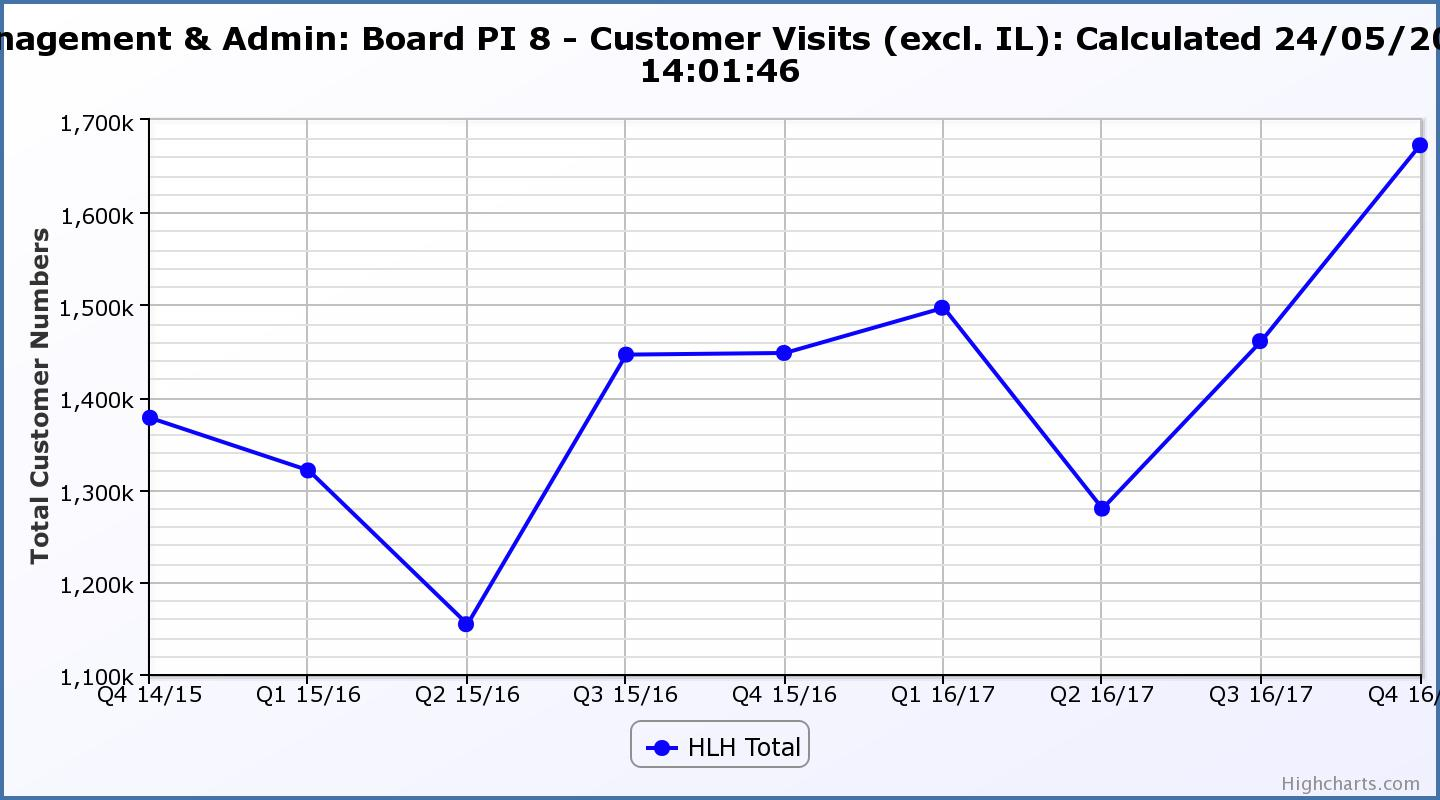 nagement & Admin: Board PI 8 - Customer Visits (excl. IL): Calculated 24/05/20
14:01:46
Total Customer Numbers
1,700k
1,600k
1,500k
1,400k
1,300k
1,200k
1,100k
Q4 14/15 Q1 15/16 Q2 15/16 Q3 15/16 Q4 15/16 Q1 16/17 Q2 16/17 Q3 16/17 Q4 16/
HLH Total
Highcharts.com